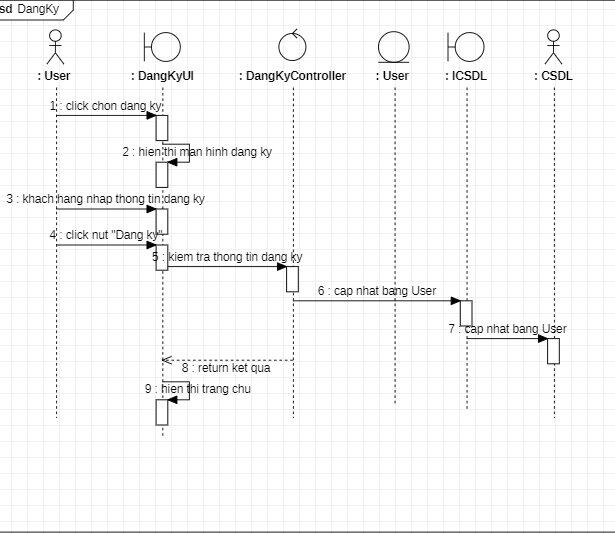 sd DangKy
: User
: DangKyUI
: DangKyController
: User
: ICSDL
: CSDL
1 : click chon dang ky
2 : hien thi man hinh dang ky
3 : khach hang nhap thong tin dang ky
4 : click nut "Dang ky"
5 : kiem tra thong tin dang ky
6 : cap nhat bang User
7 : cap nhat bang User
8 : return ket qua
9 : hien thi trang chu